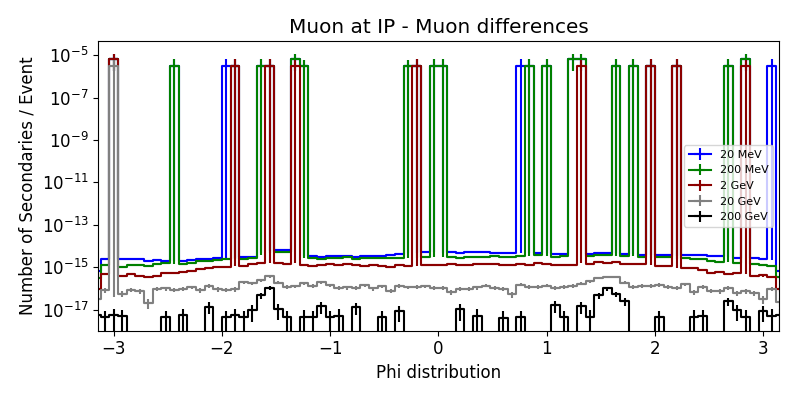 Muon at IP - Muon differences
Number of Secondaries / Event
10⁻⁵
10⁻⁷
10⁻⁹
10⁻¹¹
10⁻¹³
10⁻¹⁵
10⁻¹⁷
20 MeV
200 MeV
2 GeV
20 GeV
200 GeV
−3 −2 −1 0 1 2 3
Phi distribution